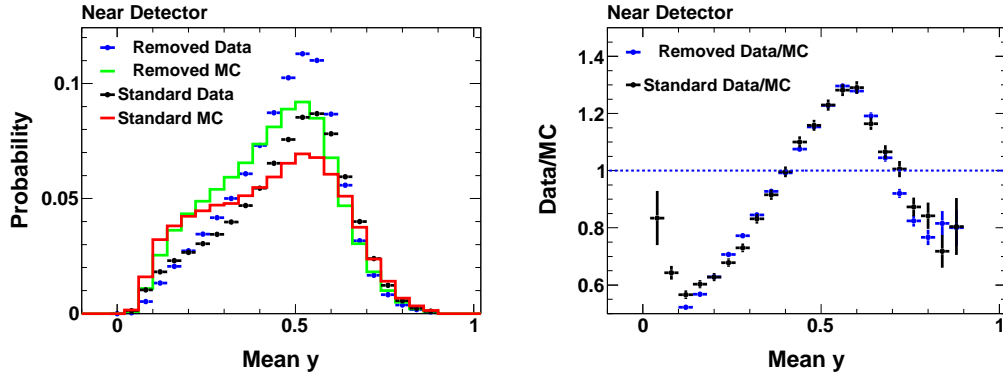 Near Detector
Removed Data
Removed MC
Standard Data
Standard MC
Probability
0.1
0.05
0
0
0.5
1
Mean y
Near Detector
Removed Data/MC
Standard Data/MC
Data/MC
1.4
1.2
1
0.8
0.6
0
0.5
1
Mean y